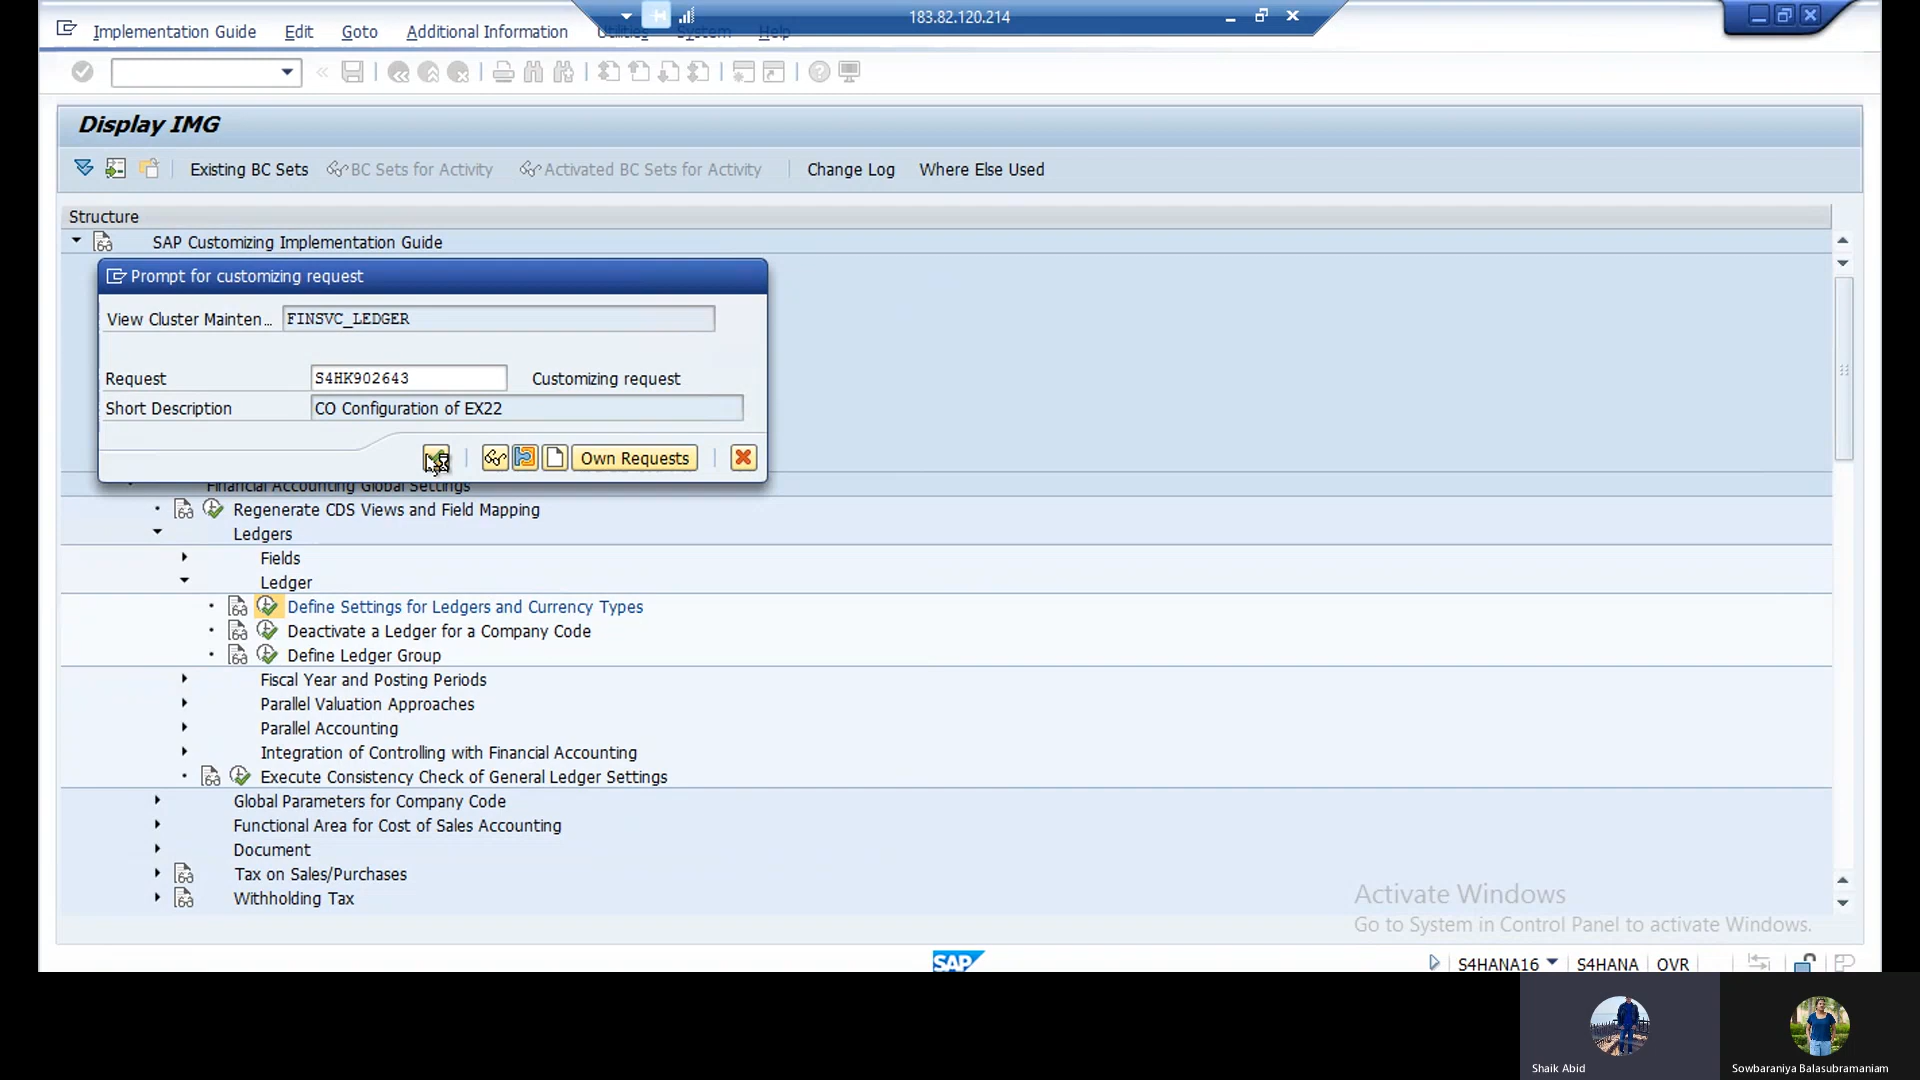 183.82.120.214
Implementation Guide Edit Goto Additional Information Utilities System Help
Display IMG
Existing BC Sets BC Sets for Activity Activated BC Sets for Activity Change Log Where Else Used
Structure
SAP Customizing Implementation Guide
Prompt for customizing request
View Cluster Mainten... FINSVC_LEDGER
Request S4HK902643 Customizing request
Short Description CO Configuration of EX22
Own Requests
Financial Accounting Global Settings
Regenerate CDS Views and Field Mapping
Ledgers
Fields
Ledger
Define Settings for Ledgers and Currency Types
Deactivate a Ledger for a Company Code
Define Ledger Group
Fiscal Year and Posting Periods
Parallel Valuation Approaches
Parallel Accounting
Integration of Controlling with Financial Accounting
Execute Consistency Check of General Ledger Settings
Global Parameters for Company Code
Functional Area for Cost of Sales Accounting
Document
Tax on Sales/Purchases
Withholding Tax
Activate Windows
Go to System in Control Panel to activate Windows.
SAP S4HANA16 S4HANA OVR
Shaik Abid Sowbaraniya Balasubramaniam